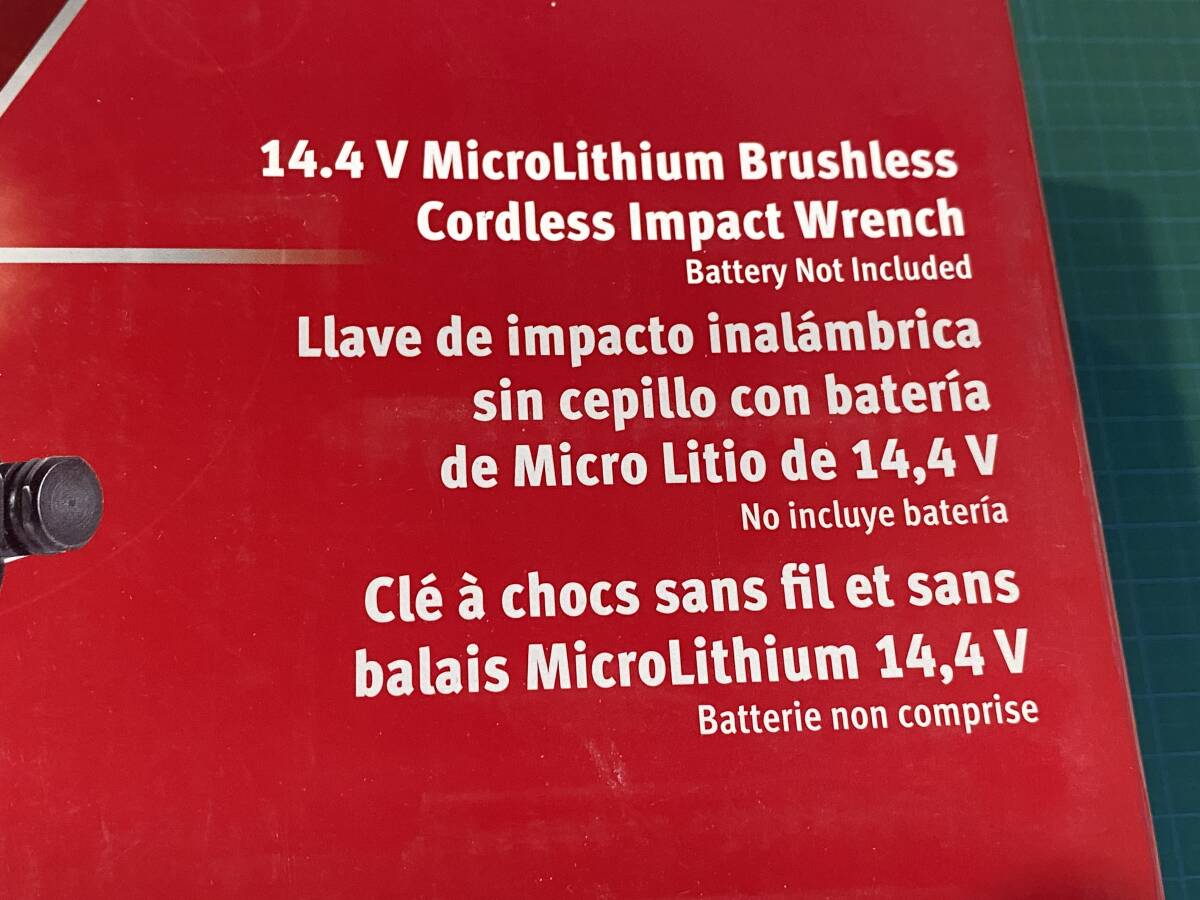 14.4 V MicroLithium Brushless
Cordless Impact Wrench
Battery Not Included
Llave de impacto inalámbrica
sin cepillo con batería
de Micro Litio de 14,4 V
No incluye batería
Clé à chocs sans fil et sans
balais MicroLithium 14,4 V
Batterie non comprise